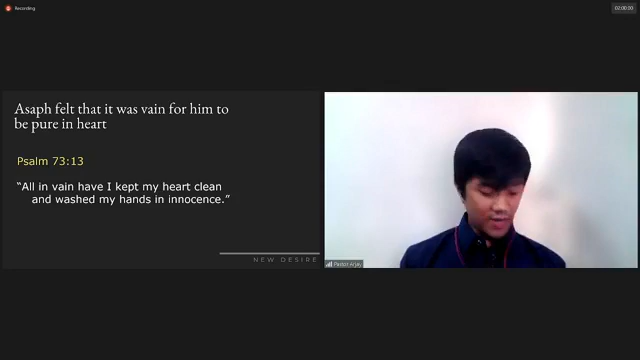 Recording
02:00:00
Asaph felt that it was vain for him to
be pure in heart
Psalm 73:13
“All in vain have I kept my heart clean
and washed my hands in innocence.”
NEW DESIRE
Pastor Arjay